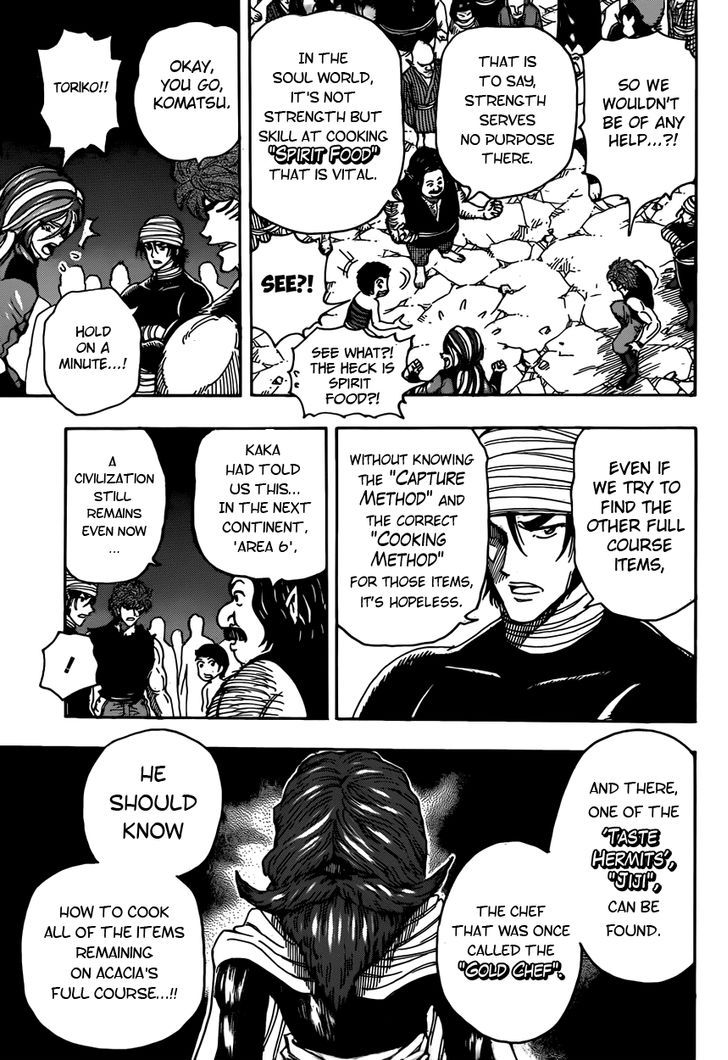 SO WE
WOULDN'T
BE OF ANY
HELP...?!
THAT IS
TO SAY,
STRENGTH
SERVES
NO PURPOSE
THERE.
IN THE
SOUL WORLD,
IT'S NOT
STRENGTH BUT
SKILL AT COOKING
"SPIRIT FOOD"
THAT IS VITAL.
SEE?!
SEE WHAT?!
THE HECK IS
SPIRIT
FOOD?!
OKAY,
YOU GO,
KOMATSU.
TORIKO!!
HOLD
ON A
MINUTE...!
EVEN IF
WE TRY TO
FIND THE
OTHER FULL
COURSE
ITEMS,
WITHOUT KNOWING
THE "CAPTURE
METHOD" AND
THE CORRECT
"COOKING
METHOD"
FOR THOSE ITEMS,
IT'S HOPELESS.
KAKA
HAD TOLD
US THIS...
IN THE NEXT
CONTINENT,
'AREA 6',
A
CIVILIZATION
STILL
REMAINS
EVEN NOW
...
!
AND THERE,
ONE OF THE
'TASTE
HERMITS',
"JIJI",
CAN BE
FOUND.
THE CHEF
THAT WAS ONCE
CALLED THE
"GOLD CHEF".
HE
SHOULD
KNOW
HOW TO COOK
ALL OF THE ITEMS
REMAINING
ON ACACIA'S
FULL COURSE...!!